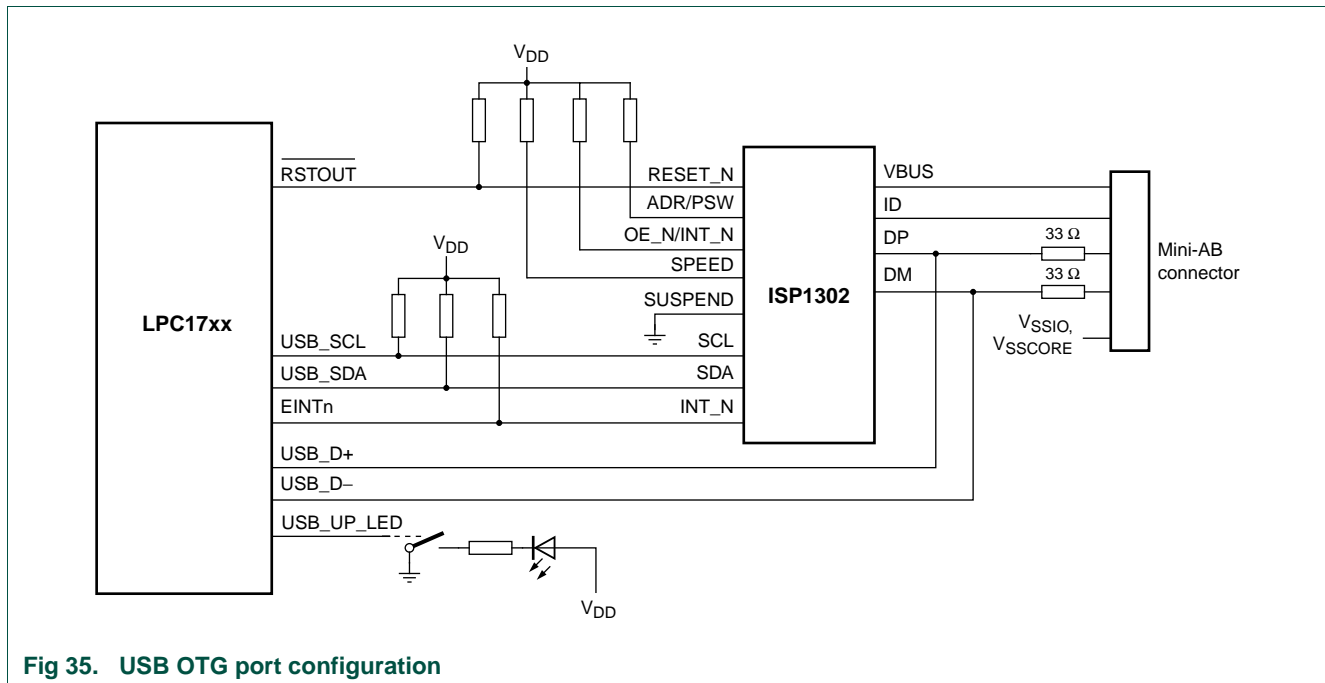 VDD
RSTOUT
RESET_N
ADR/PSW
OE_N/INT_N
SPEED
SUSPEND
VDD
LPC17xx
USB_SCL
SCL
USB_SDA
SDA
EINTn
INT_N
USB_D+
USB_D−
USB_UP_LED
VDD
ISP1302
VBUS
ID
DP
33 Ω
DM
33 Ω
Mini-AB
connector
VSSIO,
VSSCORE
Fig 35. USB OTG port configuration